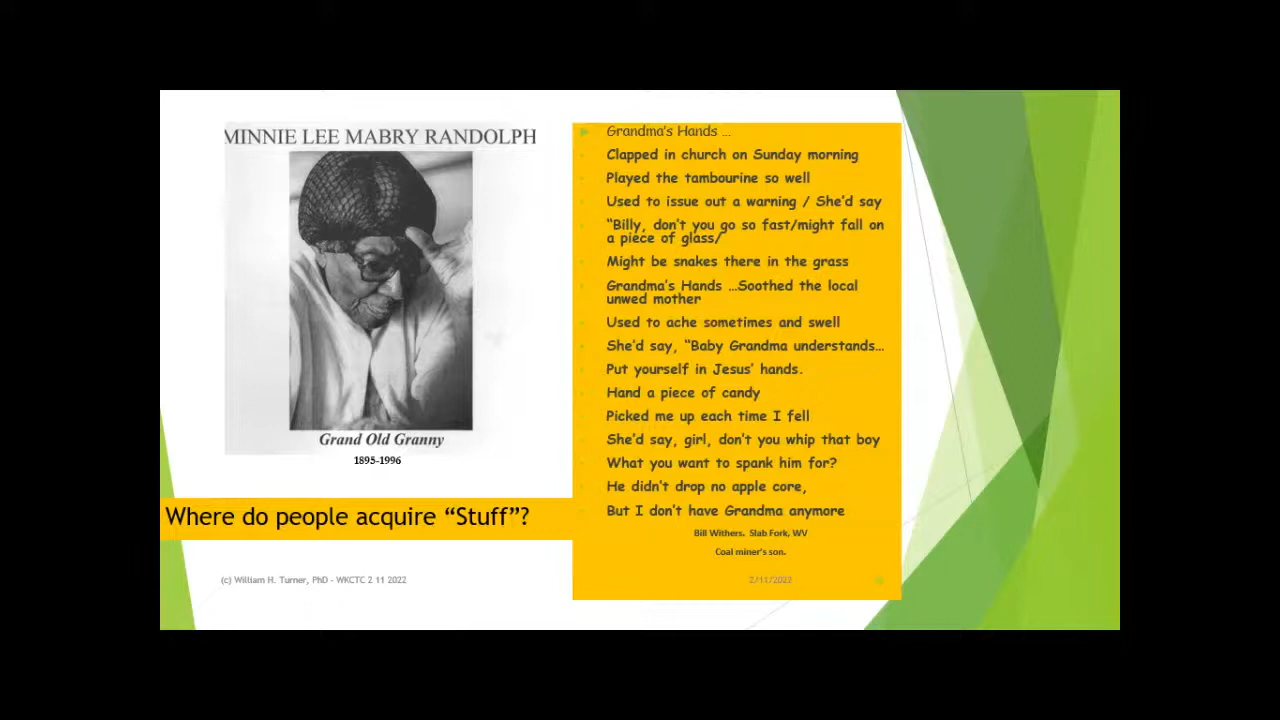 MINNIE LEE MABRY RANDOLPH
Grand Old Granny
1895-1996
Where do people acquire “Stuff”?
Grandma’s Hands …
Clapped in church on Sunday morning
Played the tambourine so well
Used to issue out a warning / She’d say
“Billy, don’t you go so fast/might fall on
a piece of glass/
Might be snakes there in the grass
Grandma’s Hands …Soothed the local
unwed mother
Used to ache sometimes and swell
She’d say, “Baby Grandma understands…
Put yourself in Jesus’ hands.
Hand a piece of candy
Picked me up each time I fell
She’d say, girl, don’t you whip that boy
What you want to spank him for?
He didn’t drop no apple core,
But I don’t have Grandma anymore
Bill Withers. Slab Fork, WV
Coal miner’s son.
(c) William H. Turner, PhD - WKCTC 2 11 2022
2/11/2022